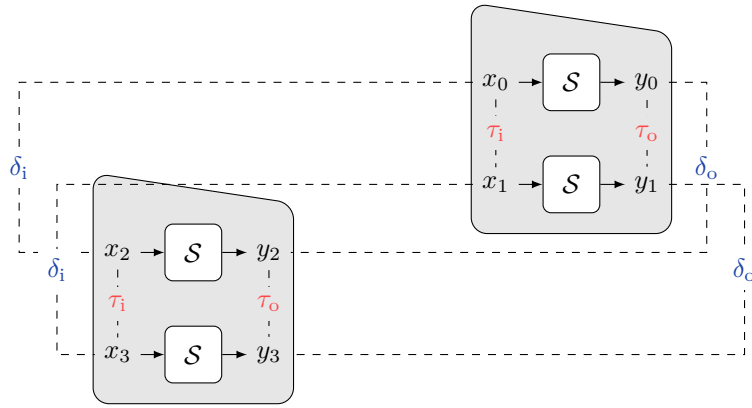 x₀ 𝒮 y₀
τᵢ τₒ
δᵢ δₒ
x₁ 𝒮 y₁
x₂ 𝒮 y₂
δᵢ δₒ
τᵢ τₒ
x₃ 𝒮 y₃